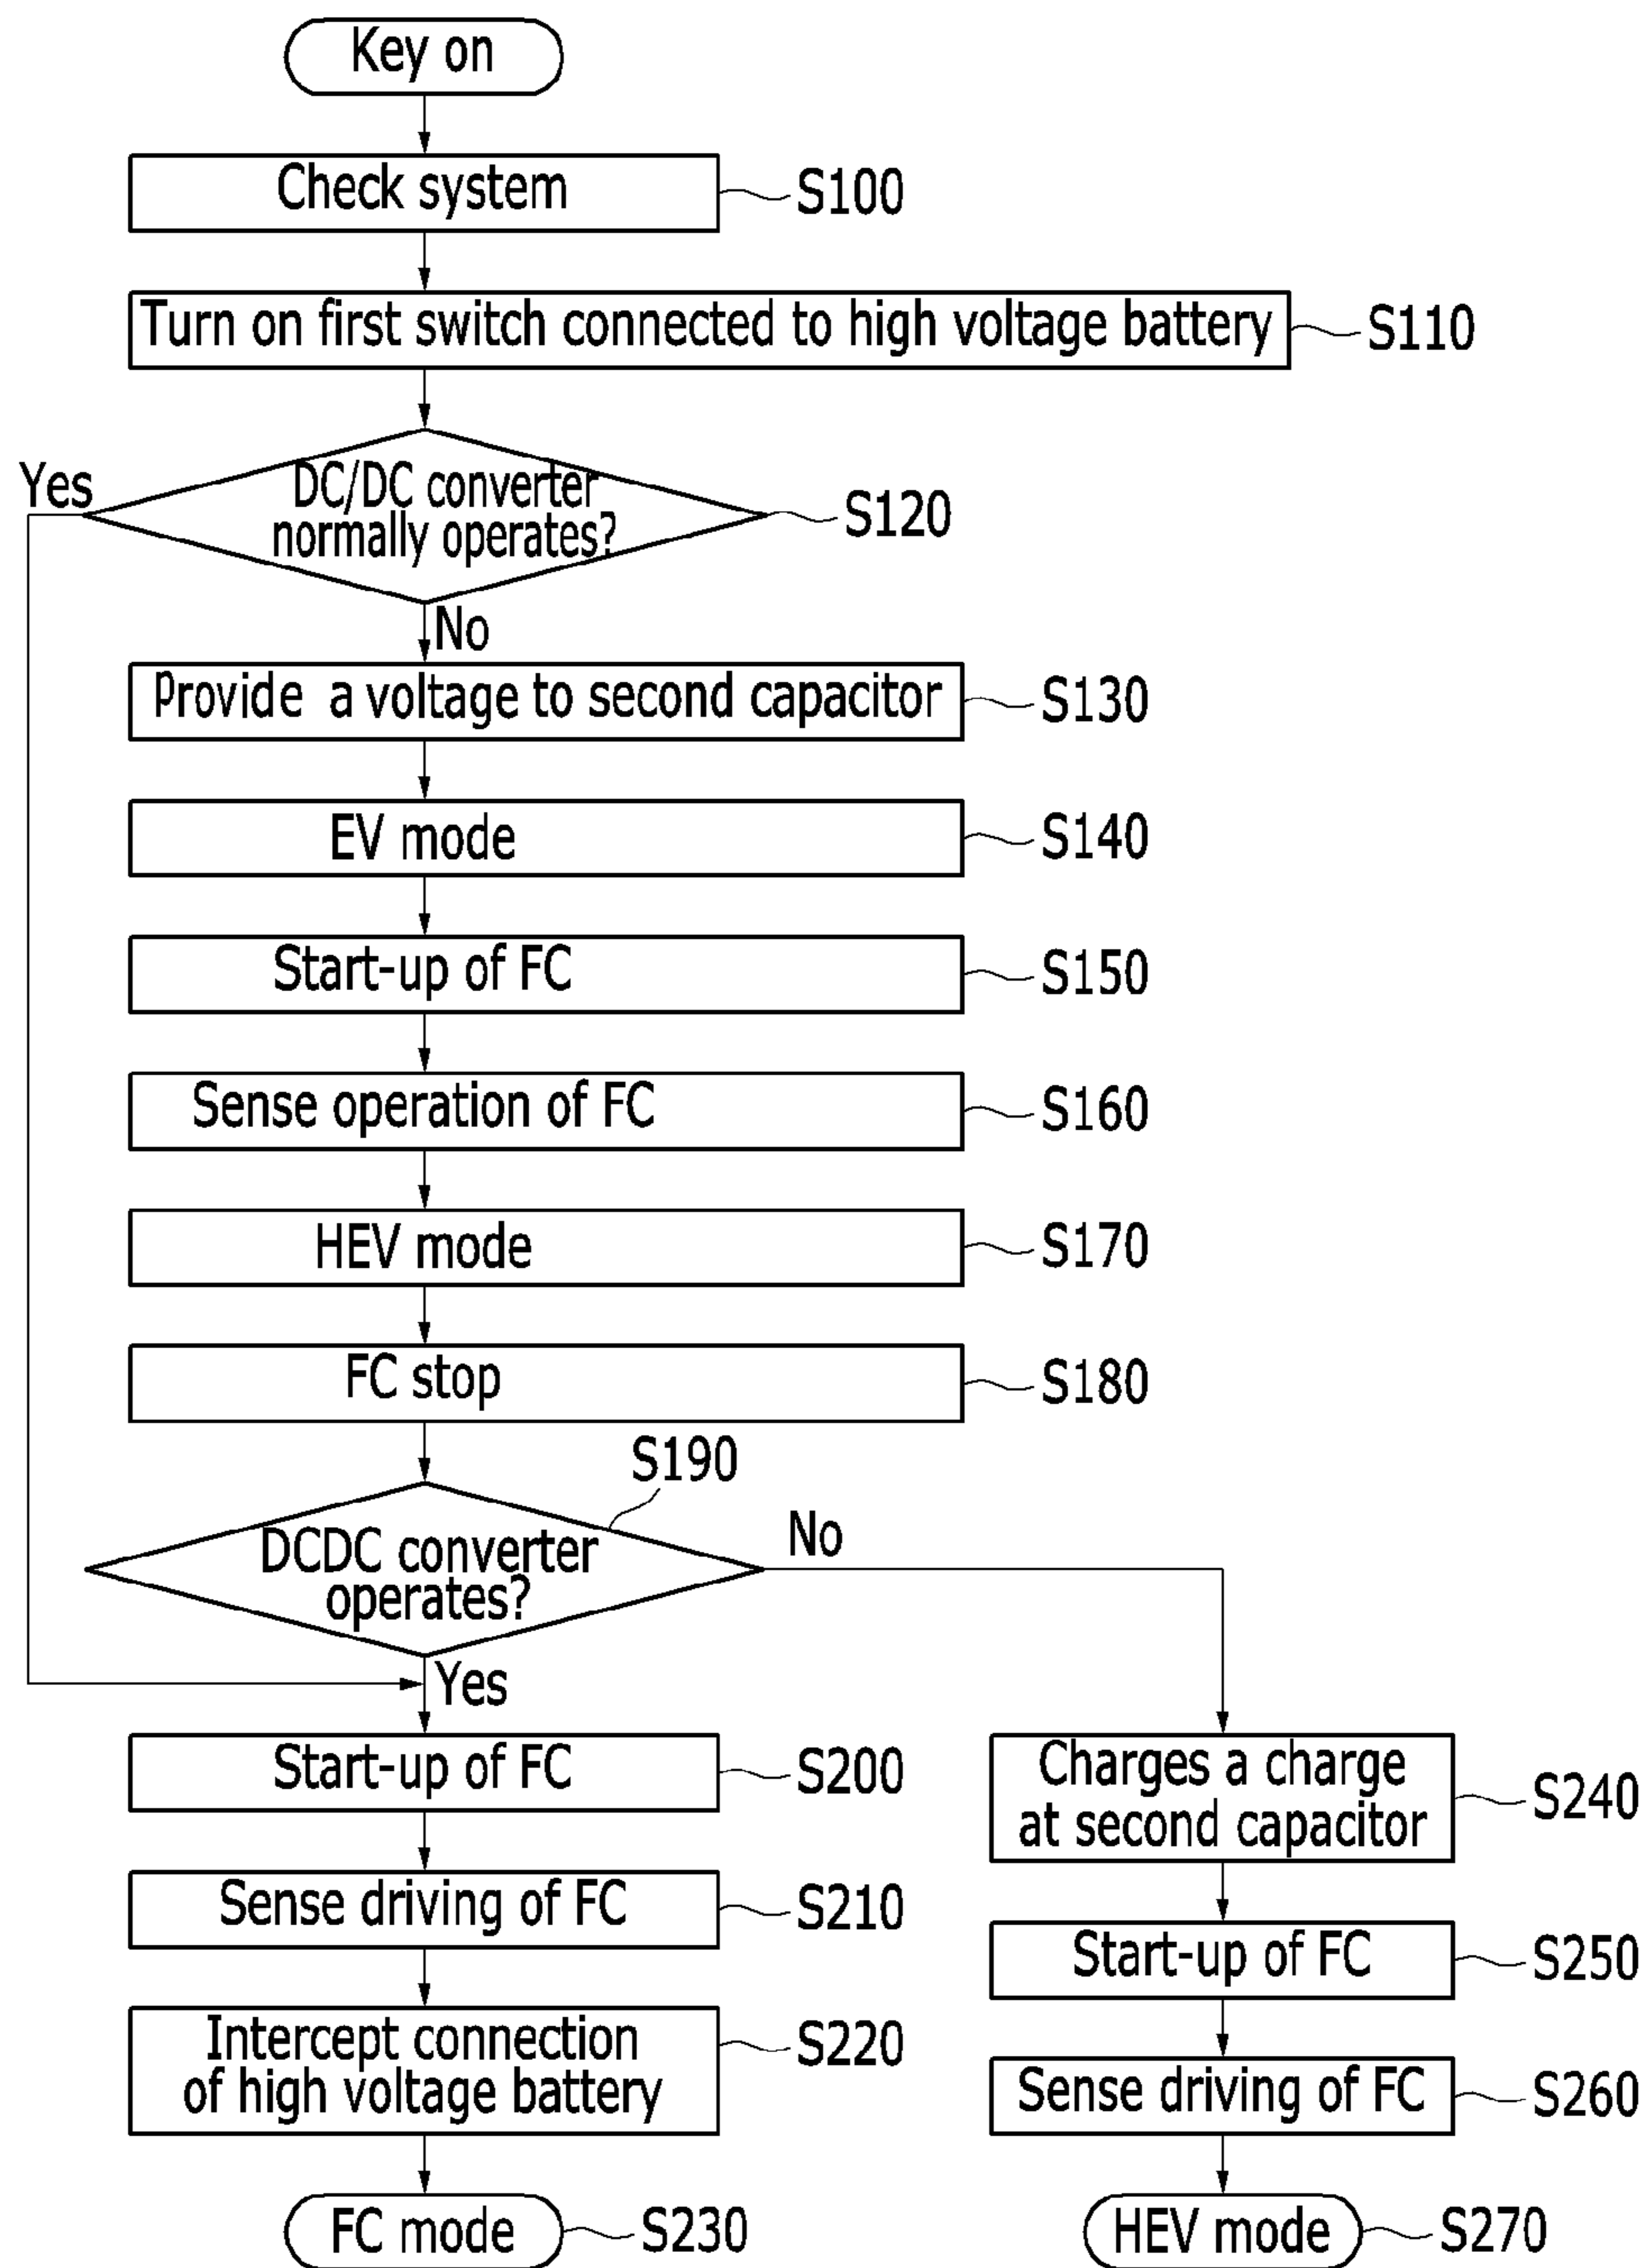 Key on
Check system
S100
Turn on first switch connected to high voltage battery
S110
Yes
DC/DC converter
normally operates?
S120
No
Provide a voltage to second capacitor
S130
EV mode
S140
Start-up of FC
S150
Sense operation of FC
S160
HEV mode
S170
FC stop
S180
S190
DCDC converter
operates?
No
Yes
Start-up of FC
S200
Sense driving of FC
S210
Intercept connection
of high voltage battery
S220
FC mode
S230
Charges a charge
at second capacitor
S240
Start-up of FC
S250
Sense driving of FC
S260
HEV mode
S270